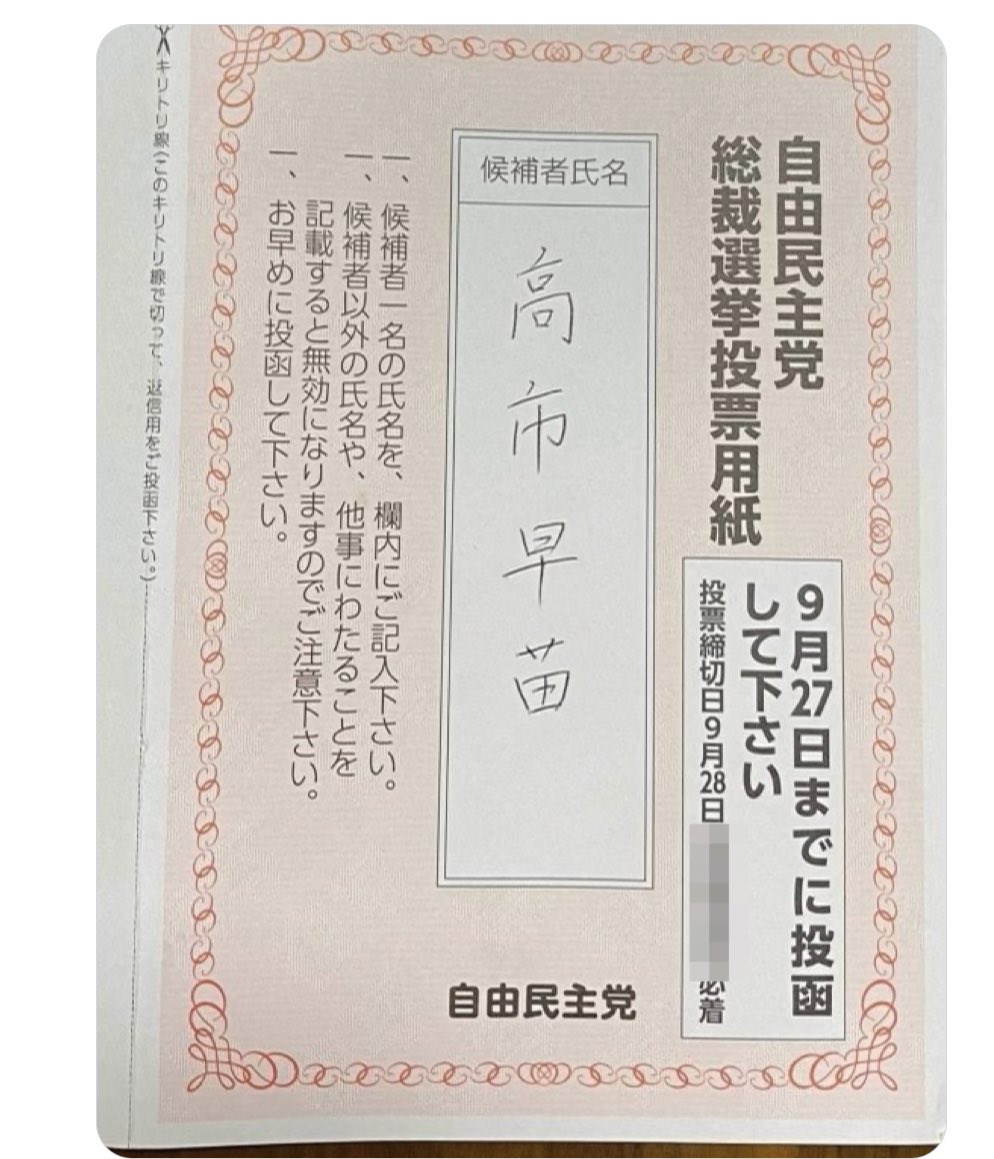 自由民主党
総裁選挙投票用紙
9月27日までに投函
して下さい
投票締切日9月28日
必着
候補者氏名
高市早苗
一、候補者一名の氏名を、欄内にご記入下さい。
一、候補者以外の氏名や、他事にわたることを
記載すると無効になりますのでご注意下さい。
一、お早めに投函して下さい。
自由民主党
キリトリ線(このキリトリ線で切って、返信用をご投函下さい。)